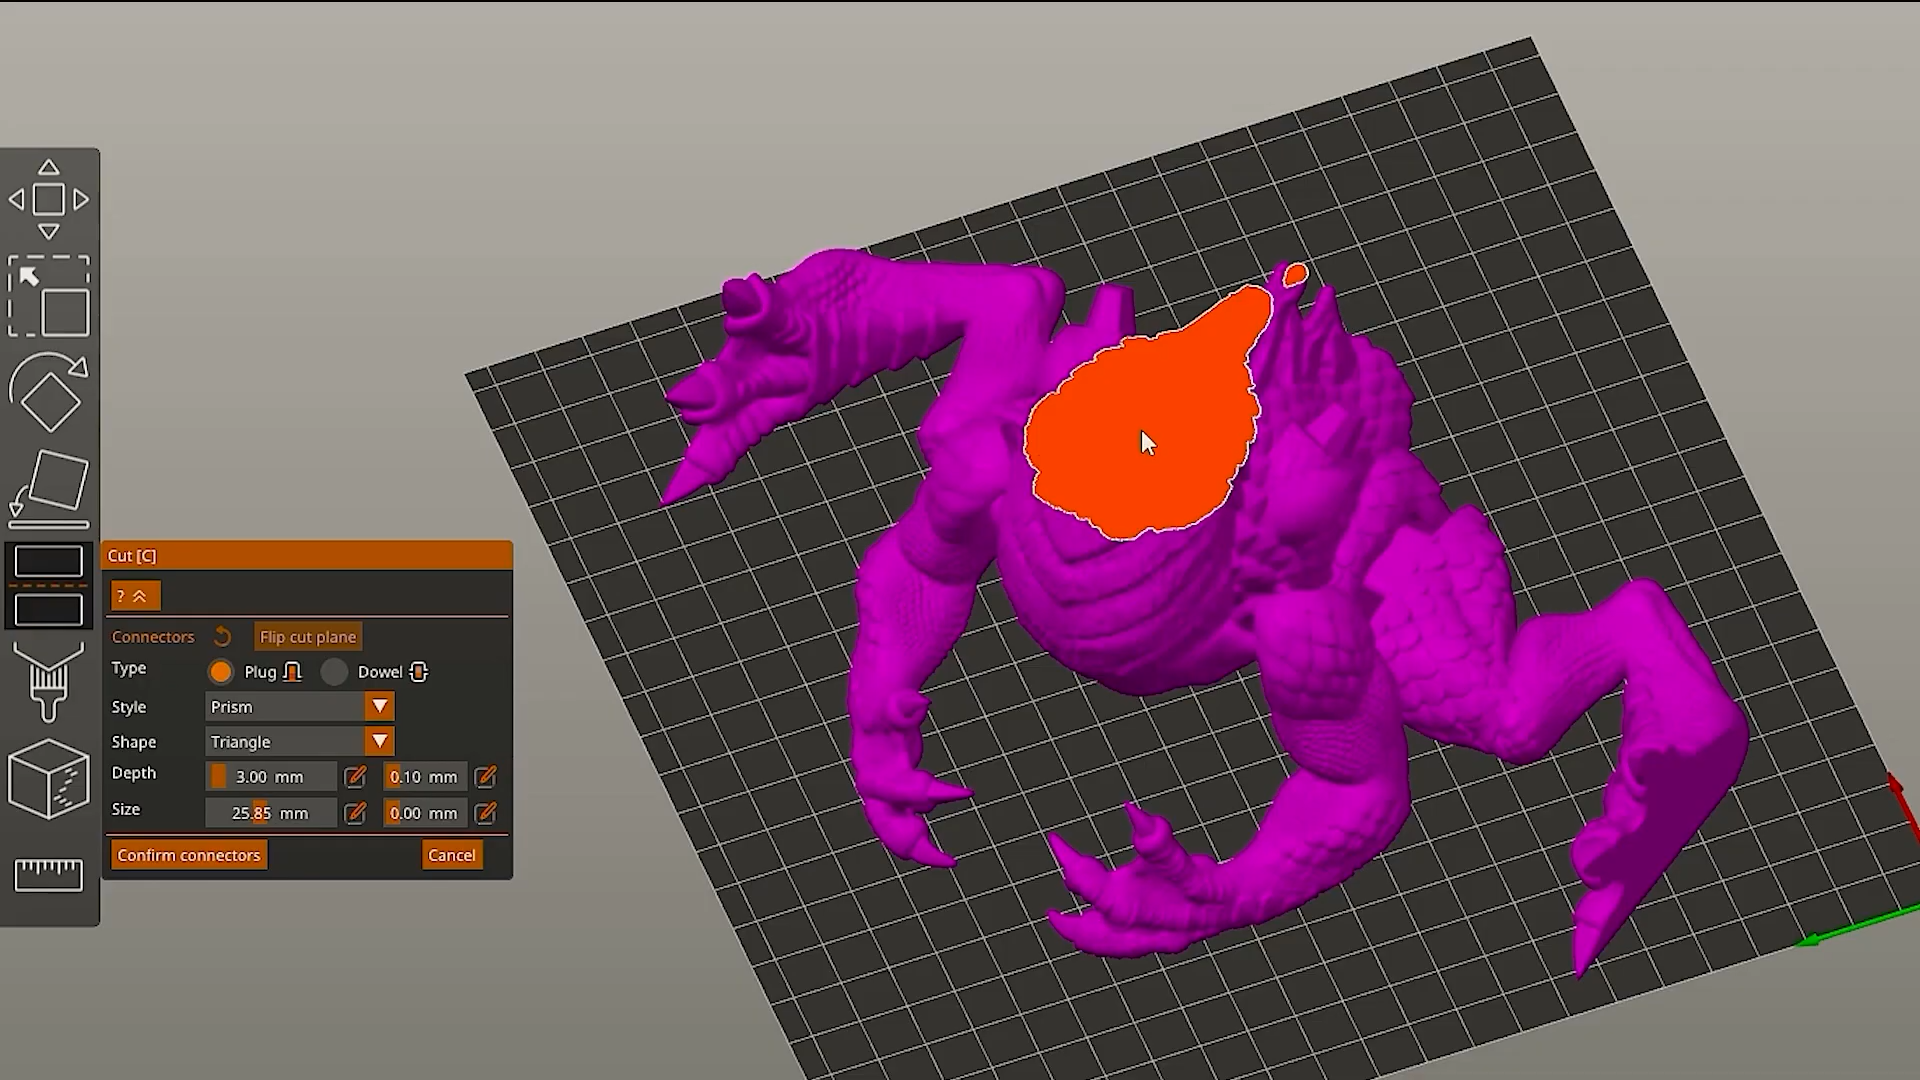 Cut [C]
?
Connectors Flip cut plane
Type Plug Dowel
Style Prism
Shape Triangle
Depth 3.00 mm 0.10 mm
Size 25.85 mm 0.00 mm
Confirm connectors Cancel